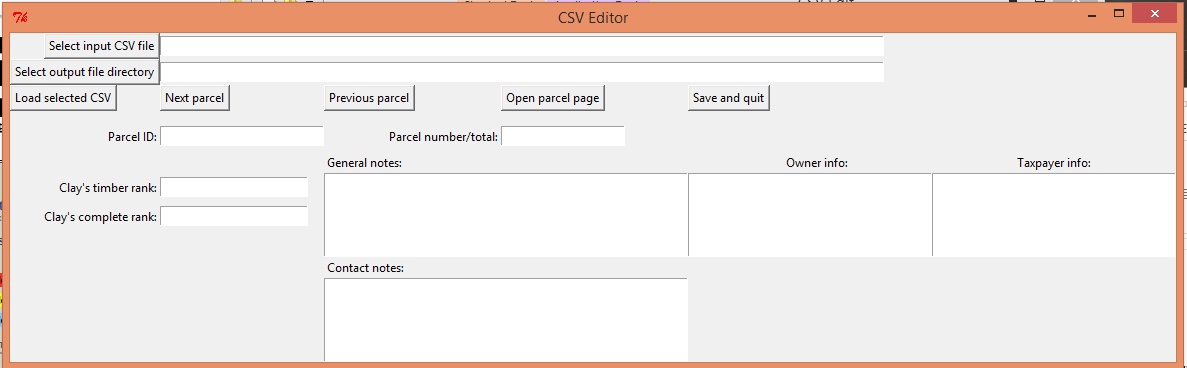 CSV Editor
Select input CSV file
Select output file directory
Load selected CSV Next parcel Previous parcel Open parcel page Save and quit
Parcel ID: Parcel number/total:
General notes: Owner info: Taxpayer info:
Clay's timber rank:
Clay's complete rank:
Contact notes: